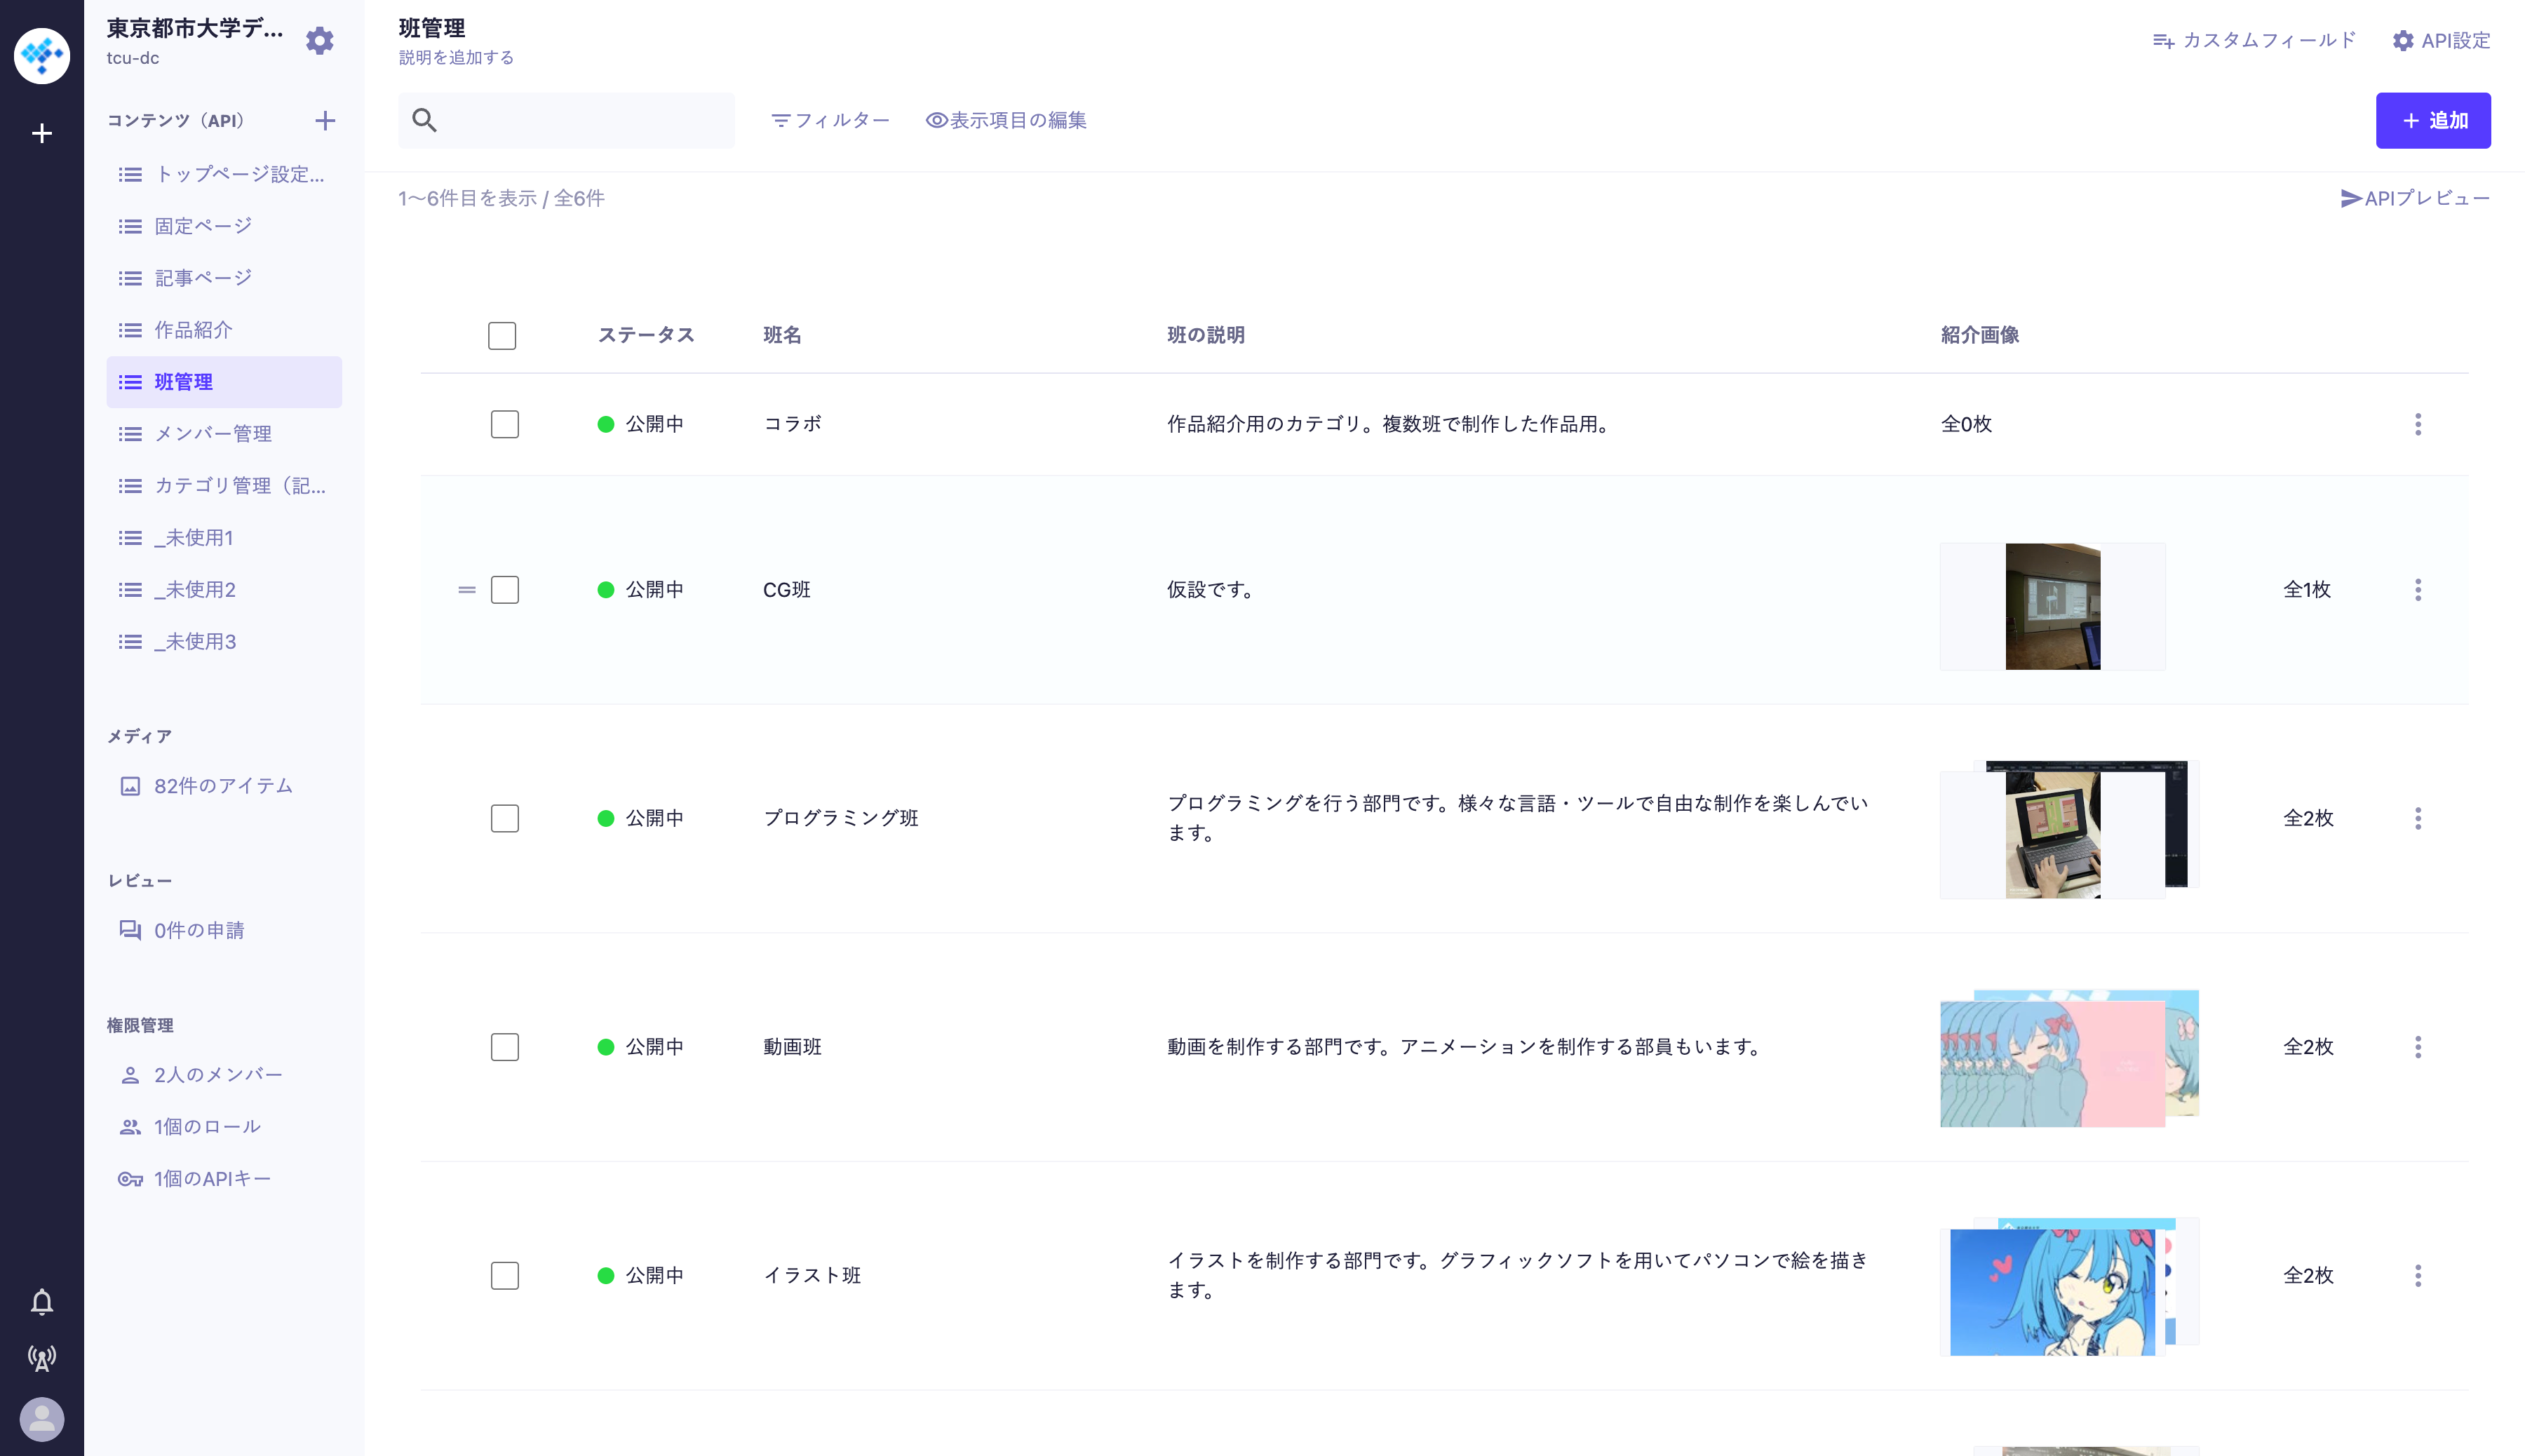 東京都市大学デ...
tcu-dc
コンテンツ（API）
トップページ設定...
固定ページ
記事ページ
作品紹介
班管理
メンバー管理
カテゴリ管理（記...
_未使用1
_未使用2
_未使用3
メディア
82件のアイテム
レビュー
0件の申請
権限管理
2人のメンバー
1個のロール
1個のAPIキー
班管理
説明を追加する
カスタムフィールド
API設定
フィルター
表示項目の編集
追加
1〜6件目を表示 / 全6件
APIプレビュー
ステータス 班名 班の説明 紹介画像
公開中 コラボ 作品紹介用のカテゴリ。複数班で制作した作品用。 全0枚
公開中 CG班 仮設です。 全1枚
公開中 プログラミング班 プログラミングを行う部門です。様々な言語・ツールで自由な制作を楽しんでい
ます。 全2枚
公開中 動画班 動画を制作する部門です。アニメーションを制作する部員もいます。 全2枚
公開中 イラスト班 イラストを制作する部門です。グラフィックソフトを用いてパソコンで絵を描き
ます。 全2枚